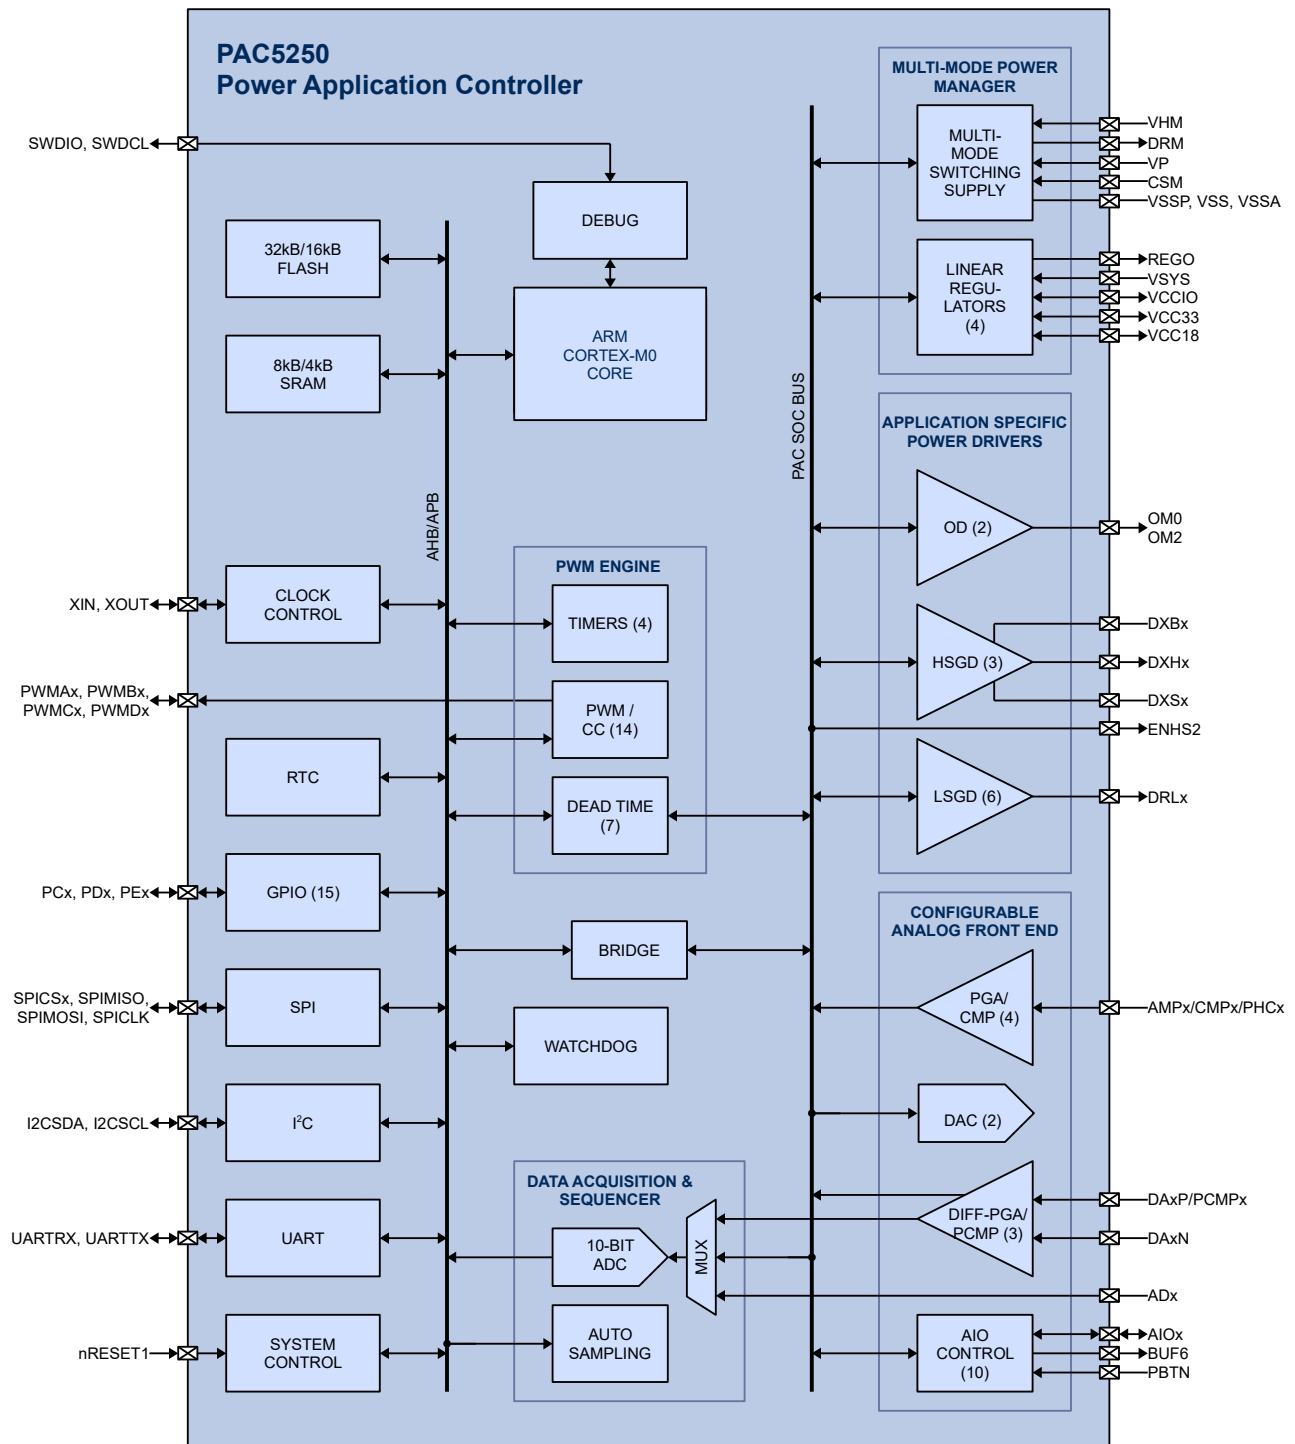 PAC5250
Power Application Controller
SWDIO, SWDCL
DEBUG
32kB/16kB
FLASH
ARM
CORTEX-M0
CORE
8kB/4kB
SRAM
AHB/APB
PAC SOC BUS
MULTI-MODE POWER
MANAGER
MULTI-
MODE
SWITCHING
SUPPLY
VHM
DRM
VP
CSM
VSSP, VSS, VSSA
LINEAR
REGU-
LATORS
(4)
REGO
VSYS
VCCIO
VCC33
VCC18
APPLICATION SPECIFIC
POWER DRIVERS
OD (2)
OM0
OM2
HSGD (3)
DXBx
DXHx
DXSx
ENHS2
LSGD (6)
DRLx
XIN, XOUT
CLOCK
CONTROL
PWM ENGINE
TIMERS (4)
PWMAx, PWMBx,
PWMCx, PWMDx
PWM /
CC (14)
RTC
DEAD TIME
(7)
PCx, PDx, PEx
GPIO (15)
BRIDGE
SPICSx, SPIMISO,
SPIMOSI, SPICLK
SPI
WATCHDOG
I2CSDA, I2CSCL
I²C
CONFIGURABLE
ANALOG FRONT END
PGA/
CMP (4)
AMPx/CMPx/PHCx
DAC (2)
DATA ACQUISITION &
SEQUENCER
10-BIT
ADC
MUX
AUTO
SAMPLING
DIFF-PGA/
PCMP (3)
DAxP/PCMPx
DAxN
ADx
UARTRX, UARTTX
UART
nRESET1
SYSTEM
CONTROL
AIO
CONTROL
(10)
AIOx
BUF6
PBTN